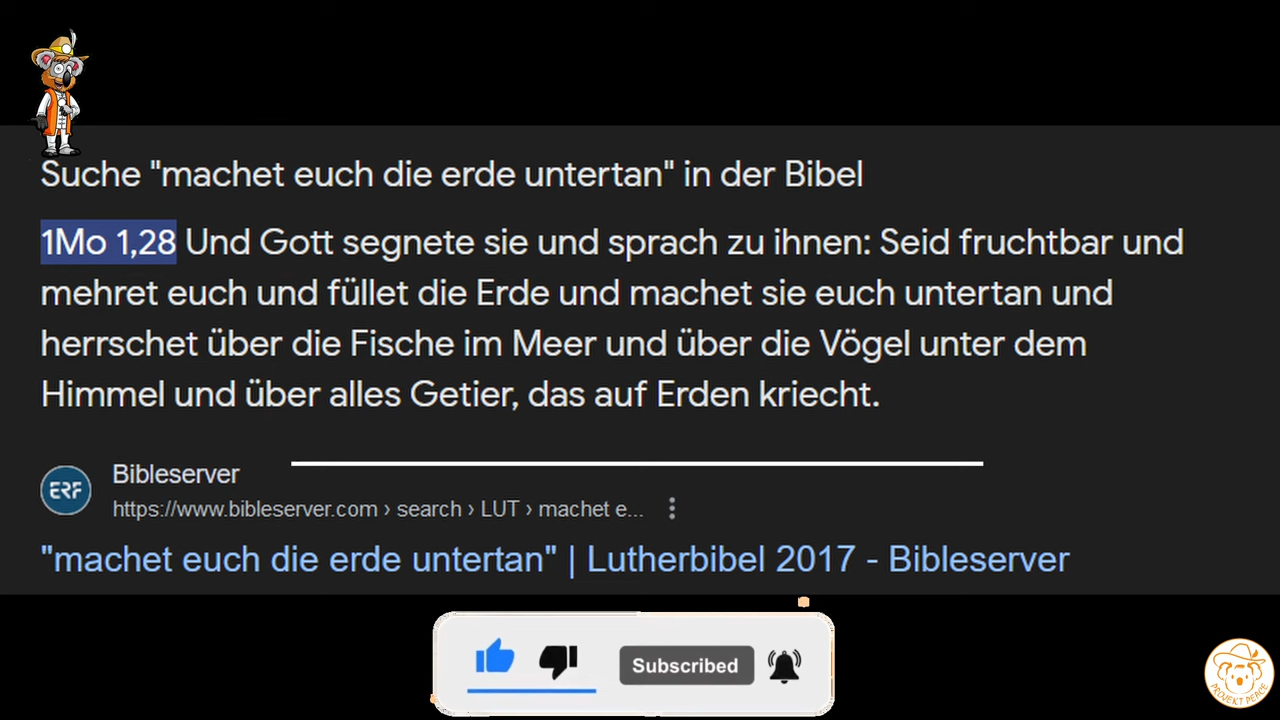 Suche "machet euch die erde untertan" in der Bibel
1Mo 1,28 Und Gott segnete sie und sprach zu ihnen: Seid fruchtbar und
mehret euch und füllet die Erde und machet sie euch untertan und
herrschet über die Fische im Meer und über die Vögel unter dem
Himmel und über alles Getier, das auf Erden kriecht.
ERF
Bibleserver
https://www.bibleserver.com › search › LUT › machet e...
"machet euch die erde untertan" | Lutherbibel 2017 - Bibleserver
Subscribed
PROJEKT PEACE